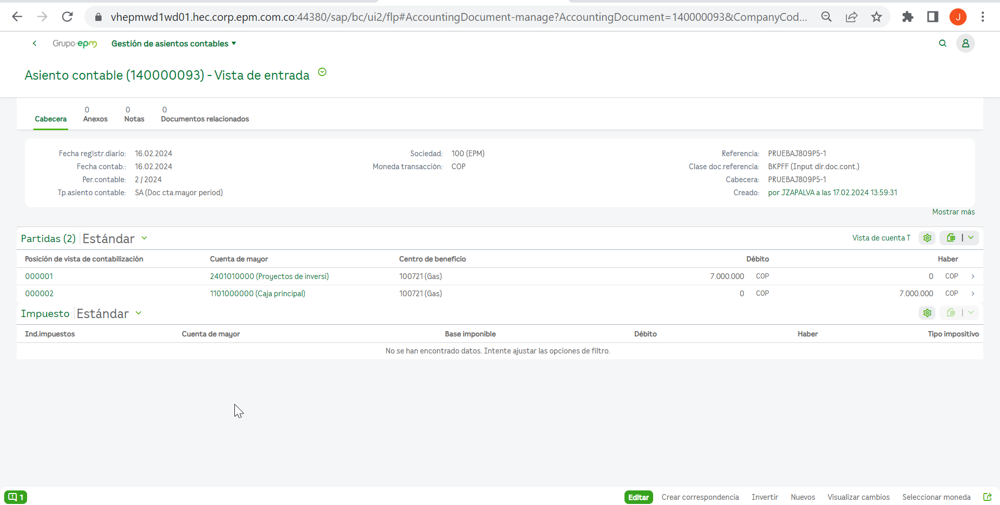 vhepmwd1wd01.hec.corp.epm.com.co:44380/sap/bc/ui2/flp#AccountingDocument-manage?AccountingDocument=140000093&CompanyCod...
J
Grupo·epm Gestión de asientos contables
Asiento contable (140000093) - Vista de entrada
0 0 0
Cabecera Anexos Notas Documentos relacionados
Fecha registr.diario: 16.02.2024 Sociedad: 100 (EPM) Referencia: PRUEBAJ809P5-1
Fecha contab.: 16.02.2024 Moneda transacción: COP Clase doc.referencia: BKPFF (Input dir.doc.cont.)
Per.contable: 2 / 2024 Cabecera: PRUEBAJ809P5-1
Tp.asiento contable: SA (Doc cta.mayor period) Creado: por JZAPALVA a las 17.02.2024 13:59:31
Mostrar más
Partidas (2) Estándar Vista de cuenta T
Posición de vista de contabilización Cuenta de mayor Centro de beneficio Débito Haber
000001 2401010000 (Proyectos de inversi) 100721 (Gas) 7.000.000 COP 0 COP
000002 1101000000 (Caja principal) 100721 (Gas) 0 COP 7.000.000 COP
Impuesto Estándar
Ind.impuestos Cuenta de mayor Base imponible Débito Haber Tipo impositivo
No se han encontrado datos. Intente ajustar las opciones de filtro.
1 Editar Crear correspondencia Invertir Nuevos Visualizar cambios Seleccionar moneda